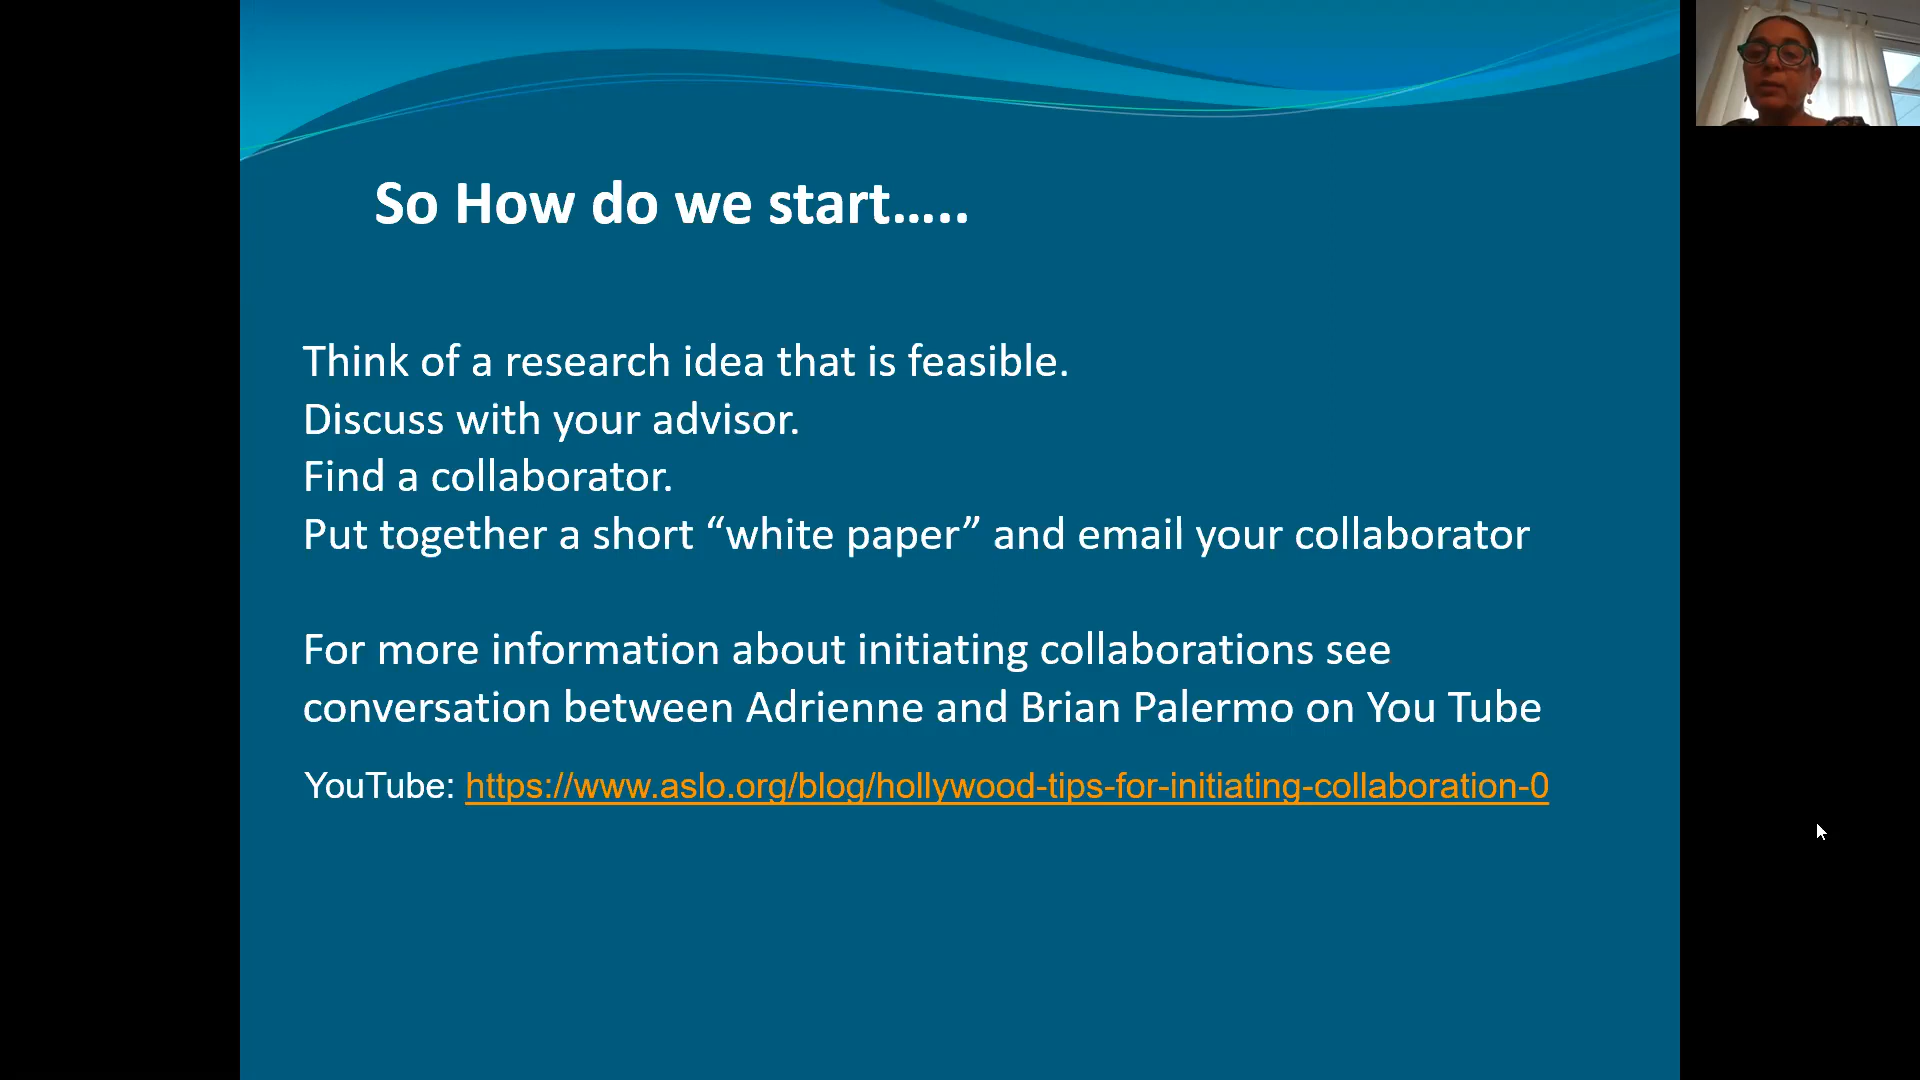 So How do we start…..
Think of a research idea that is feasible.
Discuss with your advisor.
Find a collaborator.
Put together a short “white paper” and email your collaborator
For more information about initiating collaborations see
conversation between Adrienne and Brian Palermo on You Tube
YouTube: https://www.aslo.org/blog/hollywood-tips-for-initiating-collaboration-0